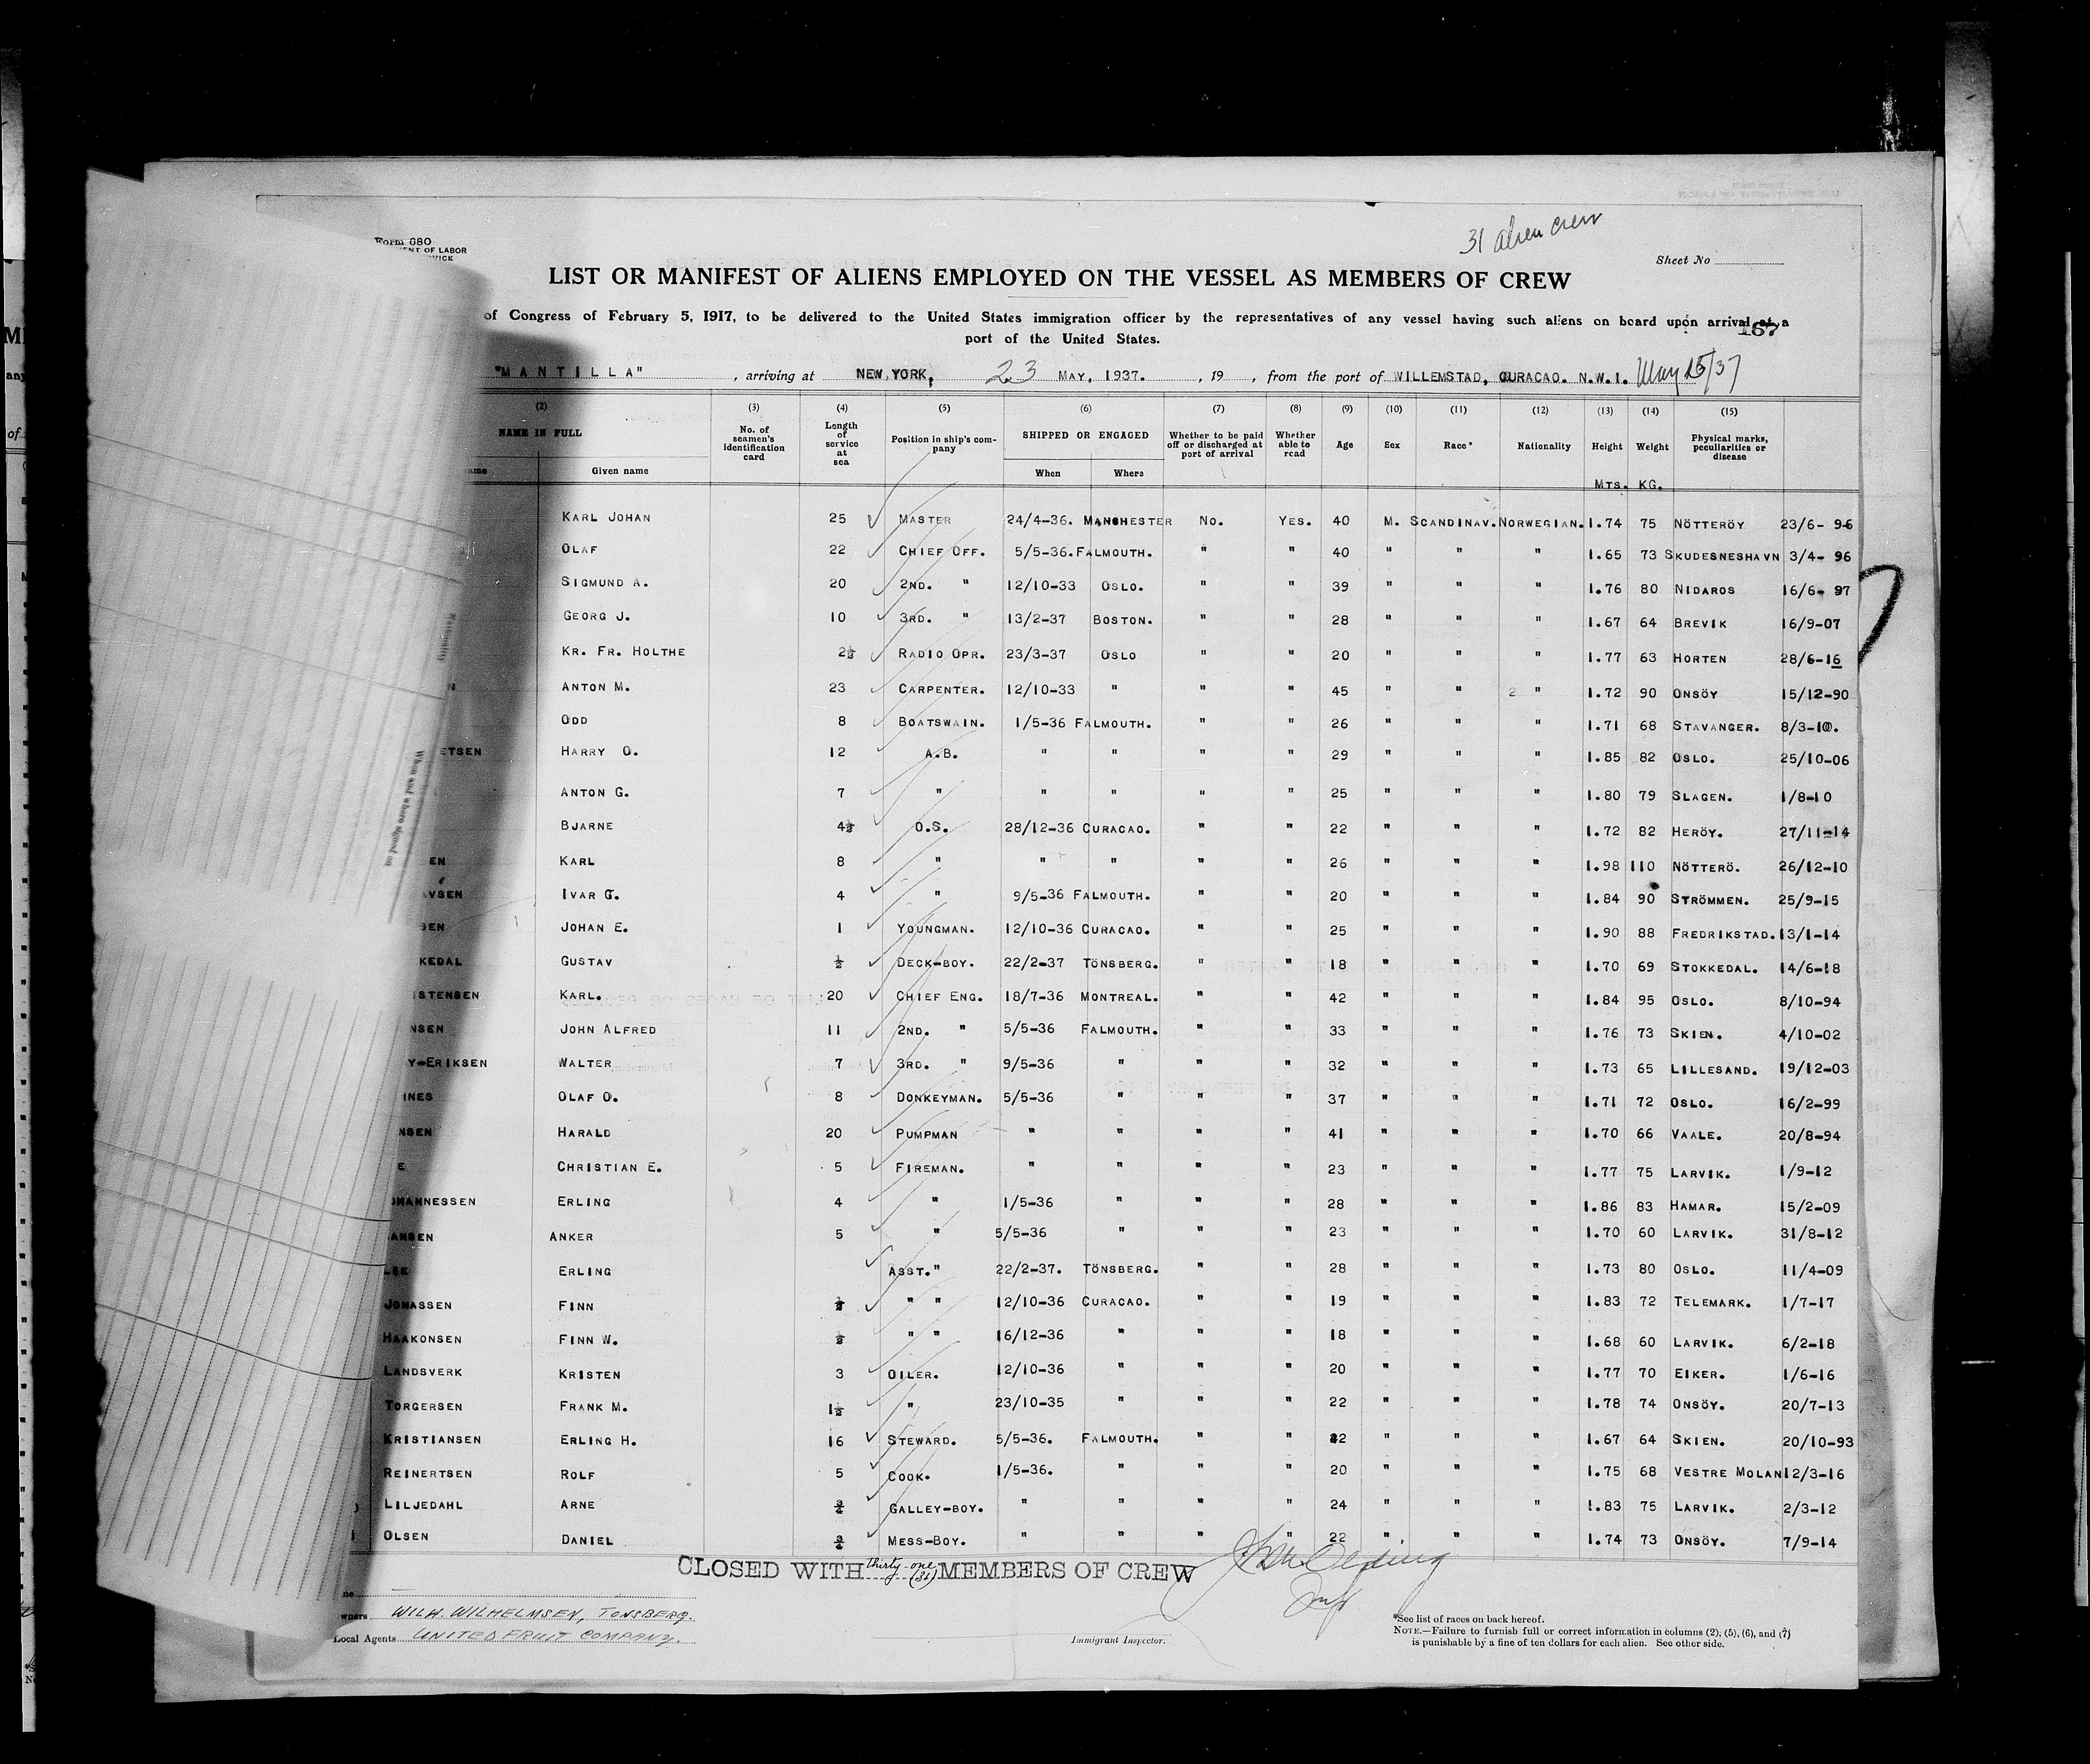 31 alien crew
Form 680
ENT OF LABOR
VICE
Sheet No
LIST OR MANIFEST OF ALIENS EMPLOYED ON THE VESSEL AS MEMBERS OF CREW
of Congress of February 5, 1917, to be delivered to the United States immigration officer by the representatives of any vessel having such aliens on board upon arrival at a
port of the United States.
167
"MANTILLA" , arriving at NEW YORK, 23 MAY, 1937. , 19 , from the port of WILLEMSTAD, CURACAO. N.W.I. May 15/37
(2) (3) (4) (5) (6) (7) (8) (9) (10) (11) (12) (13) (14) (15)
NAME IN FULL No. of seamen's identification card Length of service at sea Position in ship's company SHIPPED OR ENGAGED Whether to be paid off or discharged at port of arrival Whether able to read Age Sex Race* Nationality Height Weight Physical marks, peculiarities or disease
ame Given name When Where
MTS. KG.
KARL JOHAN 25 MASTER 24/4-36. MANCHESTER No. YES. 40 M. SCANDINAV. NORWEGIAN. 1.74 75 NÖTTERÖY 23/6- 96
OLAF 22 CHIEF OFF. 5/5-36. FALMOUTH. " " 40 " " " 1.65 73 SKUDESNESHAVN 3/4- 96
SIGMUND A. 20 2ND. " 12/10-33 OSLO. " " 39 " " " 1.76 80 NIDAROS 16/6- 97
GEORG J. 10 3RD. " 13/2-37 BOSTON. " " 28 " " " 1.67 64 BREVIK 16/9-07
KR. FR. HOLTHE 2½ RADIO OPR. 23/3-37 OSLO " " 20 " " " 1.77 63 HORTEN 28/6-16
N ANTON M. 23 CARPENTER. 12/10-33 " " " 45 " " 2 " 1.72 90 ONSÖY 15/12-90
ODD 8 BOATSWAIN. 1/5-36 FALMOUTH. " " 26 " " " 1.71 68 STAVANGER. 8/3-10.
ETSEN HARRY O. 12 A.B. " " " " 29 " " " 1.85 82 OSLO. 25/10-06
ANTON G. 7 " " " " " 25 " " " 1.80 79 SLAGEN. 1/8-10
BJARNE 4½ O.S. 28/12-36 CURACAO. " " 22 " " " 1.72 82 HERÖY. 27/11-14
EN KARL 8 " " " " " 26 " " " 1.98 110 NÖTTERÖ. 26/12-10
VSEN IVAR G. 4 " 9/5-36 FALMOUTH. " " 20 " " " 1.84 90 STRÖMMEN. 25/9-15
SEN JOHAN E. 1 YOUNGMAN. 12/10-36 CURACAO. " " 25 " " " 1.90 88 FREDRIKSTAD. 13/1-14
KEDAL GUSTAV ½ DECK-BOY. 22/2-37 TÖNSBERG. " " 18 " " " 1.70 69 STOKKEDAL. 14/6-18
ISTENSEN KARL. 20 CHIEF ENG. 18/7-36 MONTREAL. " " 42 " " " 1.84 95 OSLO. 8/10-94
NSEN JOHN ALFRED 11 2ND. " 5/5-36 FALMOUTH. " " 33 " " " 1.76 73 SKIEN. 4/10-02
Y-ERIKSEN WALTER 7 3RD. " 9/5-36 " " " 32 " " " 1.73 65 LILLESAND. 19/12-03
INES OLAF O. 8 DONKEYMAN. 5/5-36 " " " 37 " " " 1.71 72 OSLO. 16/2-99
NSEN HARALD 20 PUMPMAN " " " " 41 " " " 1.70 66 VAALE. 20/8-94
E CHRISTIAN E. 5 FIREMAN. " " " " 23 " " " 1.77 75 LARVIK. 1/9-12
OHANNESSEN ERLING 4 " 1/5-36 " " " 28 " " " 1.86 83 HAMAR. 15/2-09
ANSEN ANKER 5 " 5/5-36 " " " 23 " " " 1.70 60 LARVIK. 31/8-12
ERLING ASST." 22/2-37. TÖNSBERG. " " 28 " " " 1.73 80 OSLO. 11/4-09
JONASSEN FINN ½ " " 12/10-36 CURACAO. " " 19 " " " 1.83 72 TELEMARK. 1/7-17
HAAKONSEN FINN W. ½ " " 16/12-36 " " " 18 " " " 1.68 60 LARVIK. 6/2-18
LANDSVERK KRISTEN 3 OILER. 12/10-36 " " " 20 " " " 1.77 70 EIKER. 1/6-16
TORGERSEN FRANK M. 1½ " 23/10-35 " " " 22 " " " 1.78 74 ONSÖY. 20/7-13
KRISTIANSEN ERLING H. 16 STEWARD. 5/5-36. FALMOUTH. " " 42 " " " 1.67 64 SKIEN. 20/10-93
REINERTSEN ROLF 5 COOK. 1/5-36. " " " 20 " " " 1.75 68 VESTRE MOLAN 12/3-16
LILJEDAHL ARNE GALLEY-BOY. " " " " 24 " " " 1.83 75 LARVIK. 2/3-12
OLSEN DANIEL MESS-BOY. " " " " 22 " " " 1.74 73 ONSÖY. 7/9-14
CLOSED WITH thirty-one (31) MEMBERS OF CREW
wners WILH. WILHELMSEN, TONSBERG.
Local Agents UNITED FRUIT COMPANY.
Immigrant Inspector.
*See list of races on back hereof.
NOTE.—Failure to furnish full or correct information in columns (2), (5), (6), and (7)
is punishable by a fine of ten dollars for each alien. See other side.